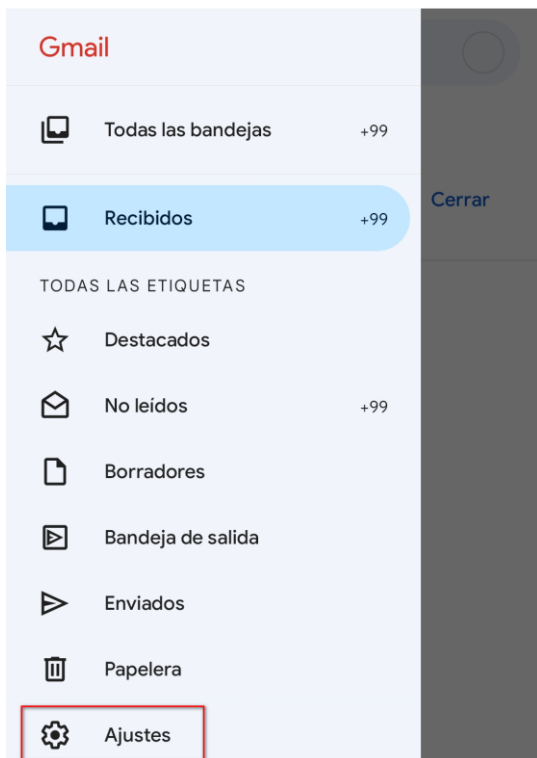 Gmail
Todas las bandejas +99
Recibidos +99
Cerrar
TODAS LAS ETIQUETAS
Destacados
No leídos +99
Borradores
Bandeja de salida
Enviados
Papelera
Ajustes